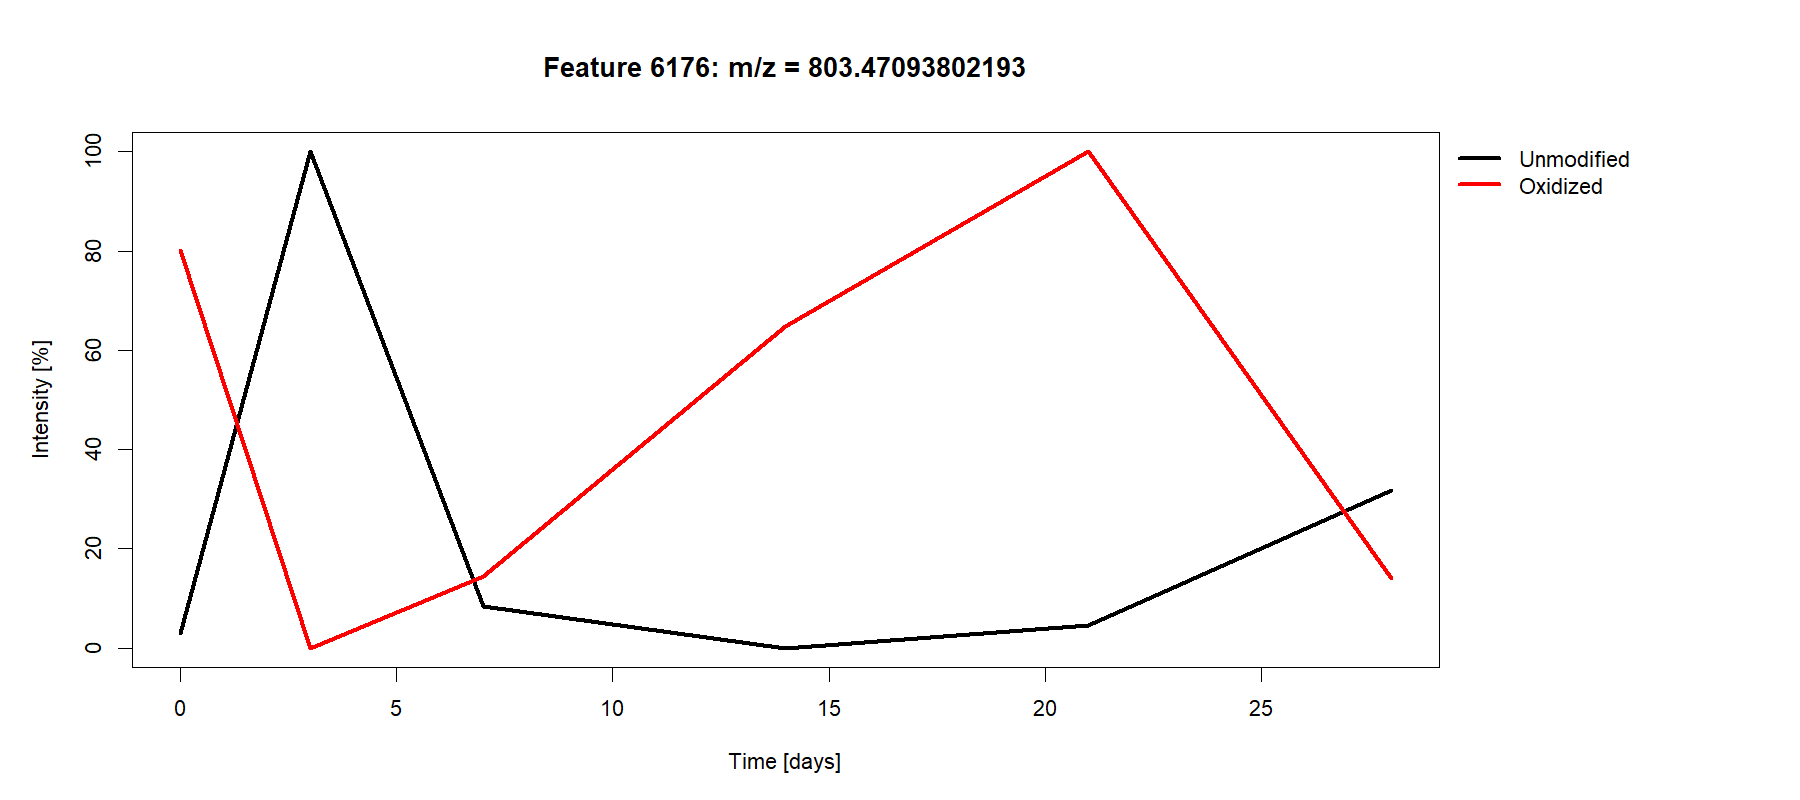 Feature 6176: m/z = 803.47093802193
Unmodified
Oxidized
Intensity [%]
100
80
60
40
20
0
0 5 10 15 20 25
Time [days]